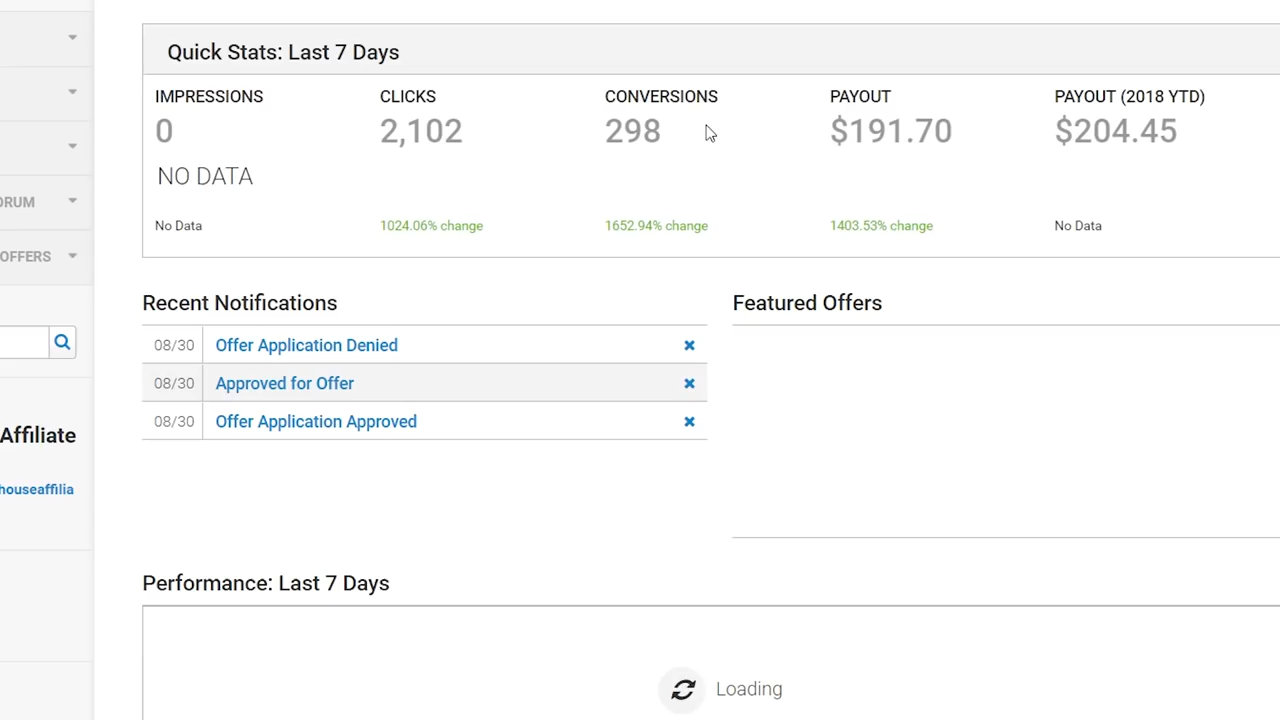 Quick Stats: Last 7 Days
IMPRESSIONS CLICKS CONVERSIONS PAYOUT PAYOUT (2018 YTD)
0 2,102 298 $191.70 $204.45
NO DATA
No Data 1024.06% change 1652.94% change 1403.53% change No Data
ORUM
OFFERS
Recent Notifications Featured Offers
08/30 Offer Application Denied
08/30 Approved for Offer
08/30 Offer Application Approved
Affiliate
houseaffilia
Performance: Last 7 Days
Loading